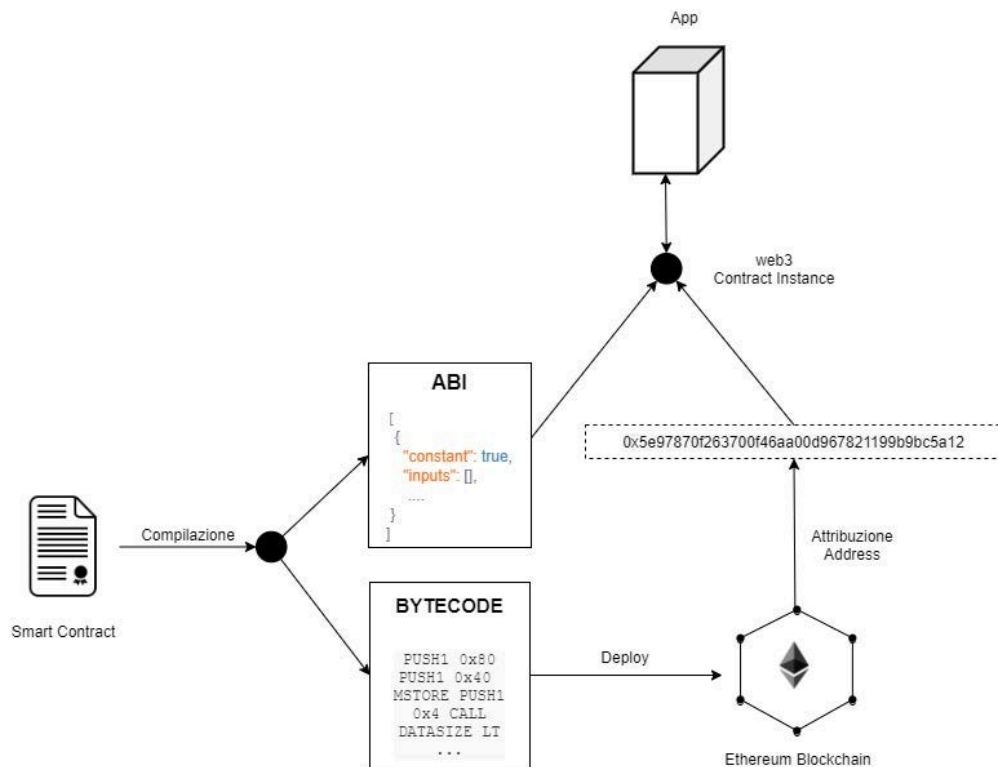 App
web3
Contract Instance
ABI
[
{
"constant": true,
"inputs": [],
....
}
]
0x5e97870f263700f46aa00d967821199b9bc5a12
Compilazione
Attribuzione
Address
Smart Contract
BYTECODE
PUSH1 0x80
PUSH1 0x40
MSTORE PUSH1
0x4 CALL
DATASIZE LT
...
Deploy
Ethereum Blockchain